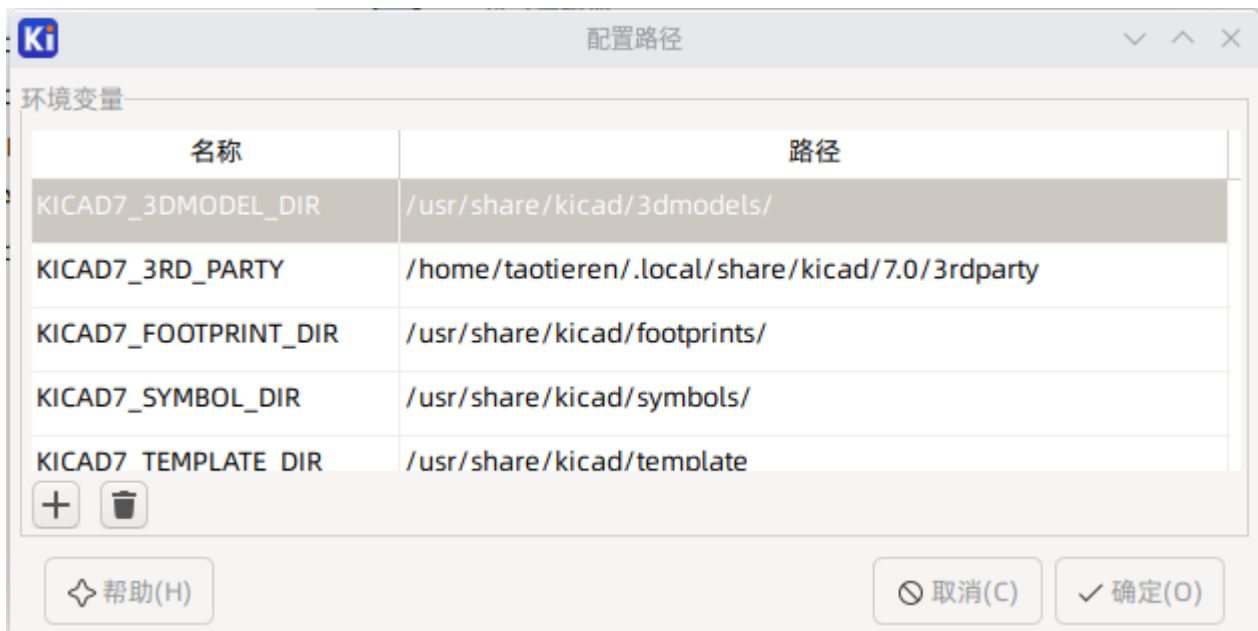 Ki
配置路径
环境变量
名称 路径
KICAD7_3DMODEL_DIR /usr/share/kicad/3dmodels/
KICAD7_3RD_PARTY /home/taotieren/.local/share/kicad/7.0/3rdparty
KICAD7_FOOTPRINT_DIR /usr/share/kicad/footprints/
KICAD7_SYMBOL_DIR /usr/share/kicad/symbols/
KICAD7_TEMPLATE_DIR /usr/share/kicad/template
帮助(H) 取消(C) 确定(O)